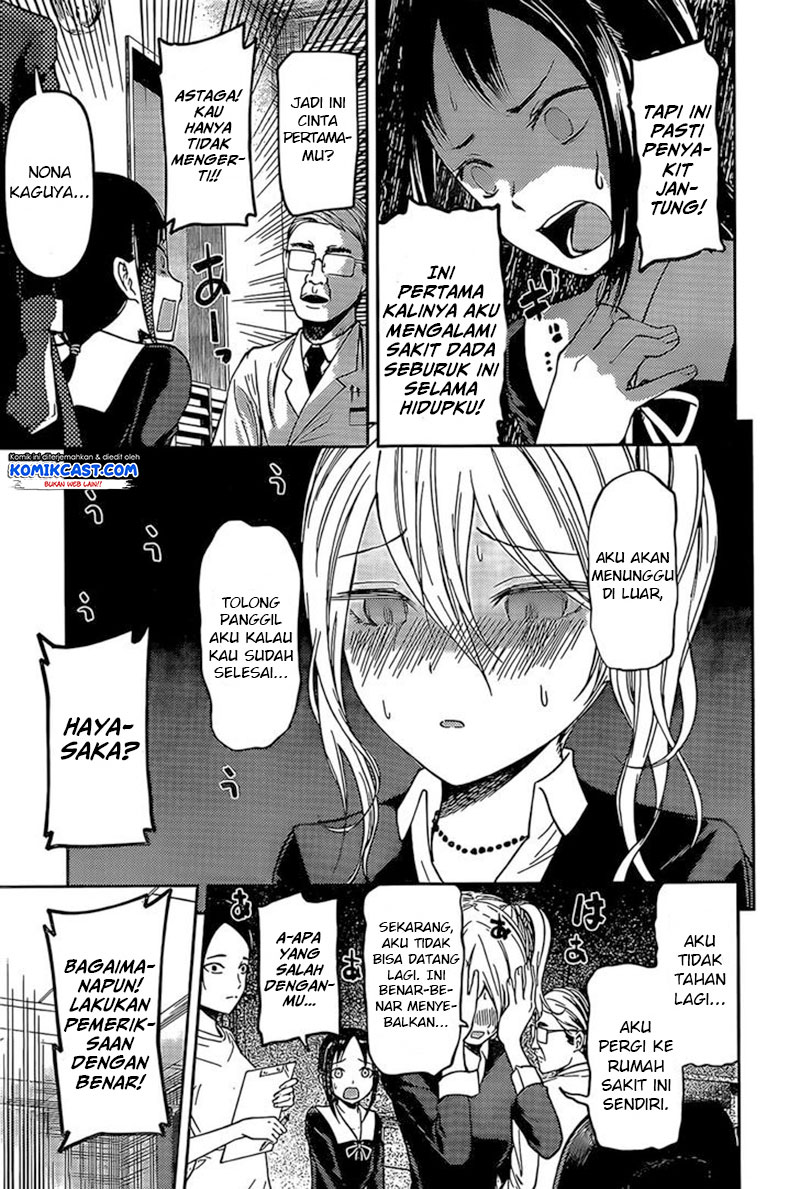 TAPI INI
PASTI
PENYA-
KIT
JAN-
TUNG!
INI
PERTAMA
KALINYA AKU
MENGALAMI
SAKIT DADA
SEBURUK INI
SELAMA
HIDUPKU!
JADI INI
CINTA
PERTAMA-
MU?
ASTAGA!
KAU
HANYA
TIDAK
MENGER-
TI!!
NONA
KAGUYA...
あーっ
Komik ini diterjemahkan & diedit oleh
KOMIKCAST.COM
BUKAN WEB LAIN!!
AKU AKAN
MENUNGGU
DI LUAR,
TOLONG
PANGGIL
AKU KALAU
KAU SUDAH
SELESAI...
HAYA-
SAKA?
AKU
TIDAK
TAHAN
LAGI...
AKU
PERGI KE
RUMAH
SAKIT INI
SENDIRI.
SEKARANG,
AKU TIDAK
BISA DATANG
LAGI. INI
BENAR-BE-
NAR MENYE-
BALKAN...
A-APA
YANG
SALAH
DENGAN-
MU...
はぁ
BAGAIMA-
NAPUN!
LAKUKAN
PEMERIK-
SAAN
DENGAN
BENAR!